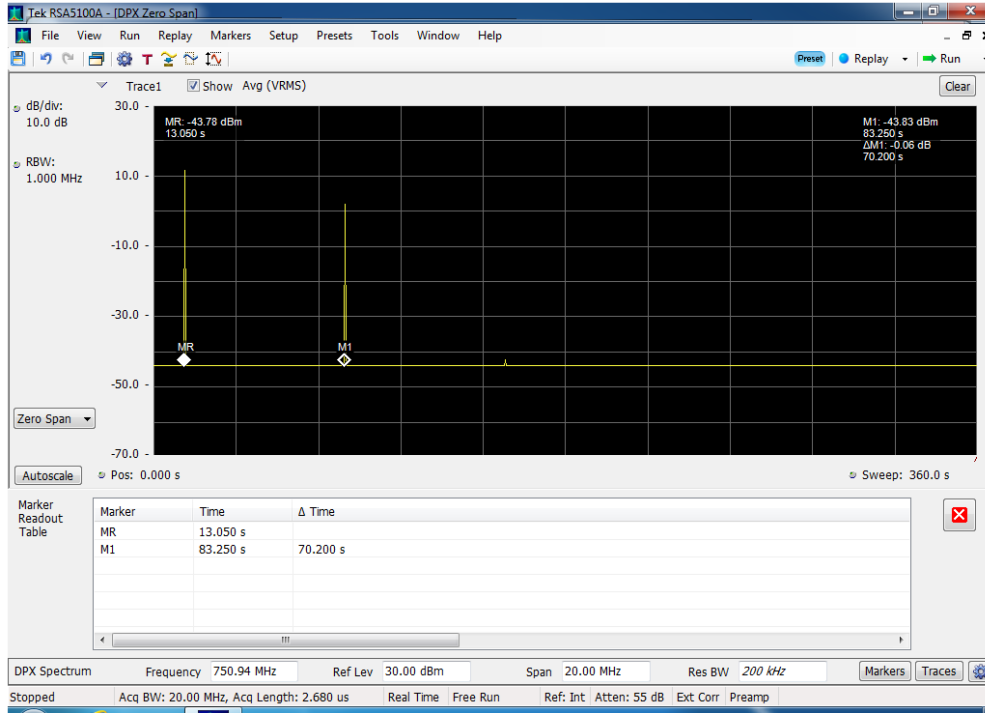 Tek RSA5100A - [DPX Zero Span]
File View Run Replay Markers Setup Presets Tools Window Help
T Preset Replay Run
Trace1 Show Avg (VRMS) Clear
dB/div:
10.0 dB
RBW:
1.000 MHz
30.0 -
10.0 -
-10.0 -
-30.0 -
-50.0 -
-70.0 -
MR: -43.78 dBm
13.050 s
M1: -43.83 dBm
83.250 s
ΔM1: -0.06 dB
70.200 s
MR M1
Zero Span
Autoscale Pos: 0.000 s Sweep: 360.0 s
Marker
Readout
Table
Marker Time Δ Time
MR 13.050 s
M1 83.250 s 70.200 s
DPX Spectrum Frequency 750.94 MHz Ref Lev 30.00 dBm Span 20.00 MHz Res BW 200 kHz Markers Traces
Stopped Acq BW: 20.00 MHz, Acq Length: 2.680 us Real Time Free Run Ref: Int Atten: 55 dB Ext Corr Preamp